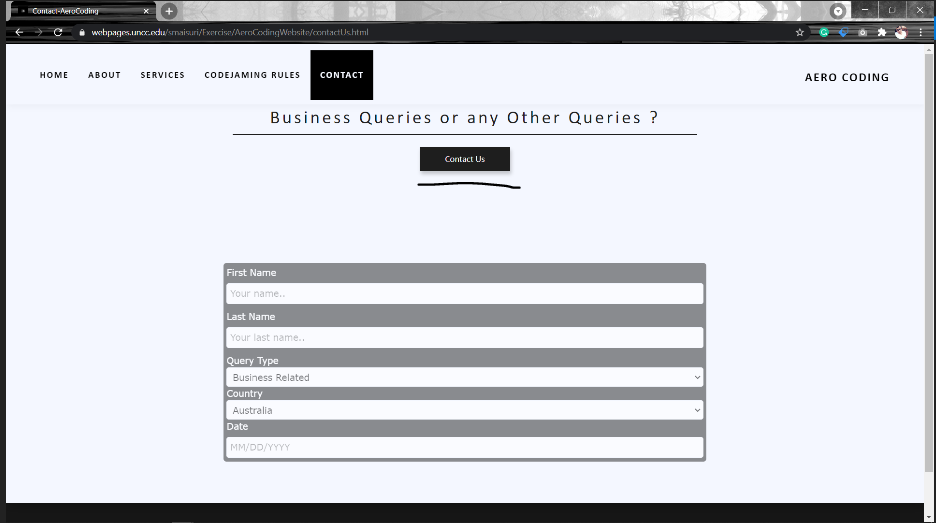 Contact-AeroCoding
webpages.uncc.edu/smaisuri/Exercise/AeroCodingWebsite/contactUs.html
HOME ABOUT SERVICES CODEJAMING RULES CONTACT AERO CODING
Business Queries or any Other Queries ?
Contact Us
First Name
Your name..
Last Name
Your last name..
Query Type
Business Related
Country
Australia
Date
MM/DD/YYYY